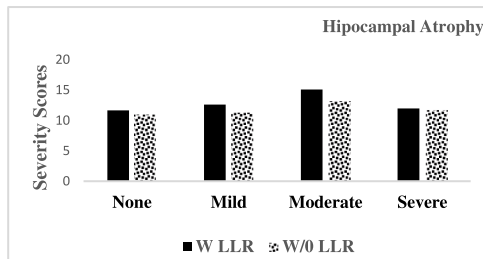 Hipocampal Atrophy
Severity Scores
20
15
10
5
0
None Mild Moderate Severe
W LLR W/0 LLR